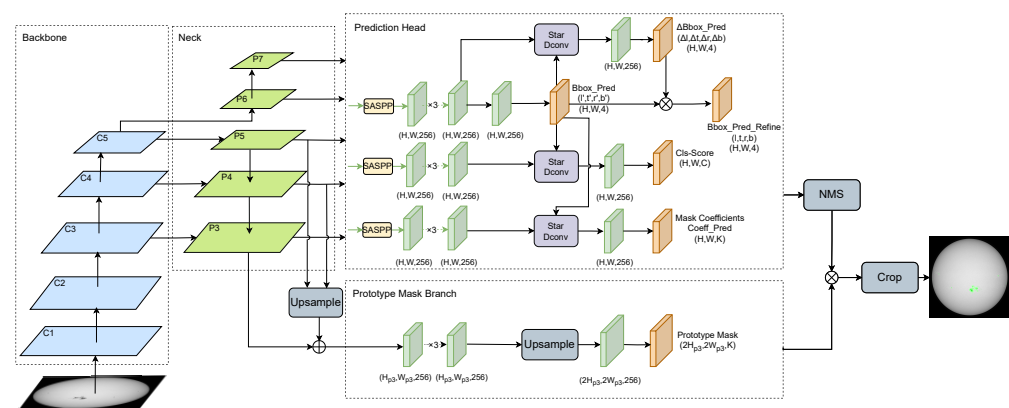 Backbone
Neck
Prediction Head
P7
P6
C5
P5
C4
P4
C3
P3
C2
C1
Star
Dconv
(H,W,256)
ΔBbox_Pred
(Δl,Δt,Δr,Δb)
(H,W,4)
SASPP
×3
(H,W,256)
(H,W,256)
(H,W,256)
Bbox_Pred
(l',t',r',b')
(H,W,4)
Bbox_Pred_Refine
(l,t,r,b)
(H,W,4)
SASPP
×3
(H,W,256)
(H,W,256)
Star
Dconv
(H,W,256)
Cls-Score
(H,W,C)
SASPP
×3
(H,W,256)
(H,W,256)
Star
Dconv
(H,W,256)
Mask Coefficients
Coeff_Pred
(H,W,K)
NMS
Crop
Upsample
Prototype Mask Branch
×3
(Hp3,Wp3,256)
(Hp3,Wp3,256)
Upsample
(2Hp3,2Wp3,256)
Prototype Mask
(2Hp3,2Wp3,K)